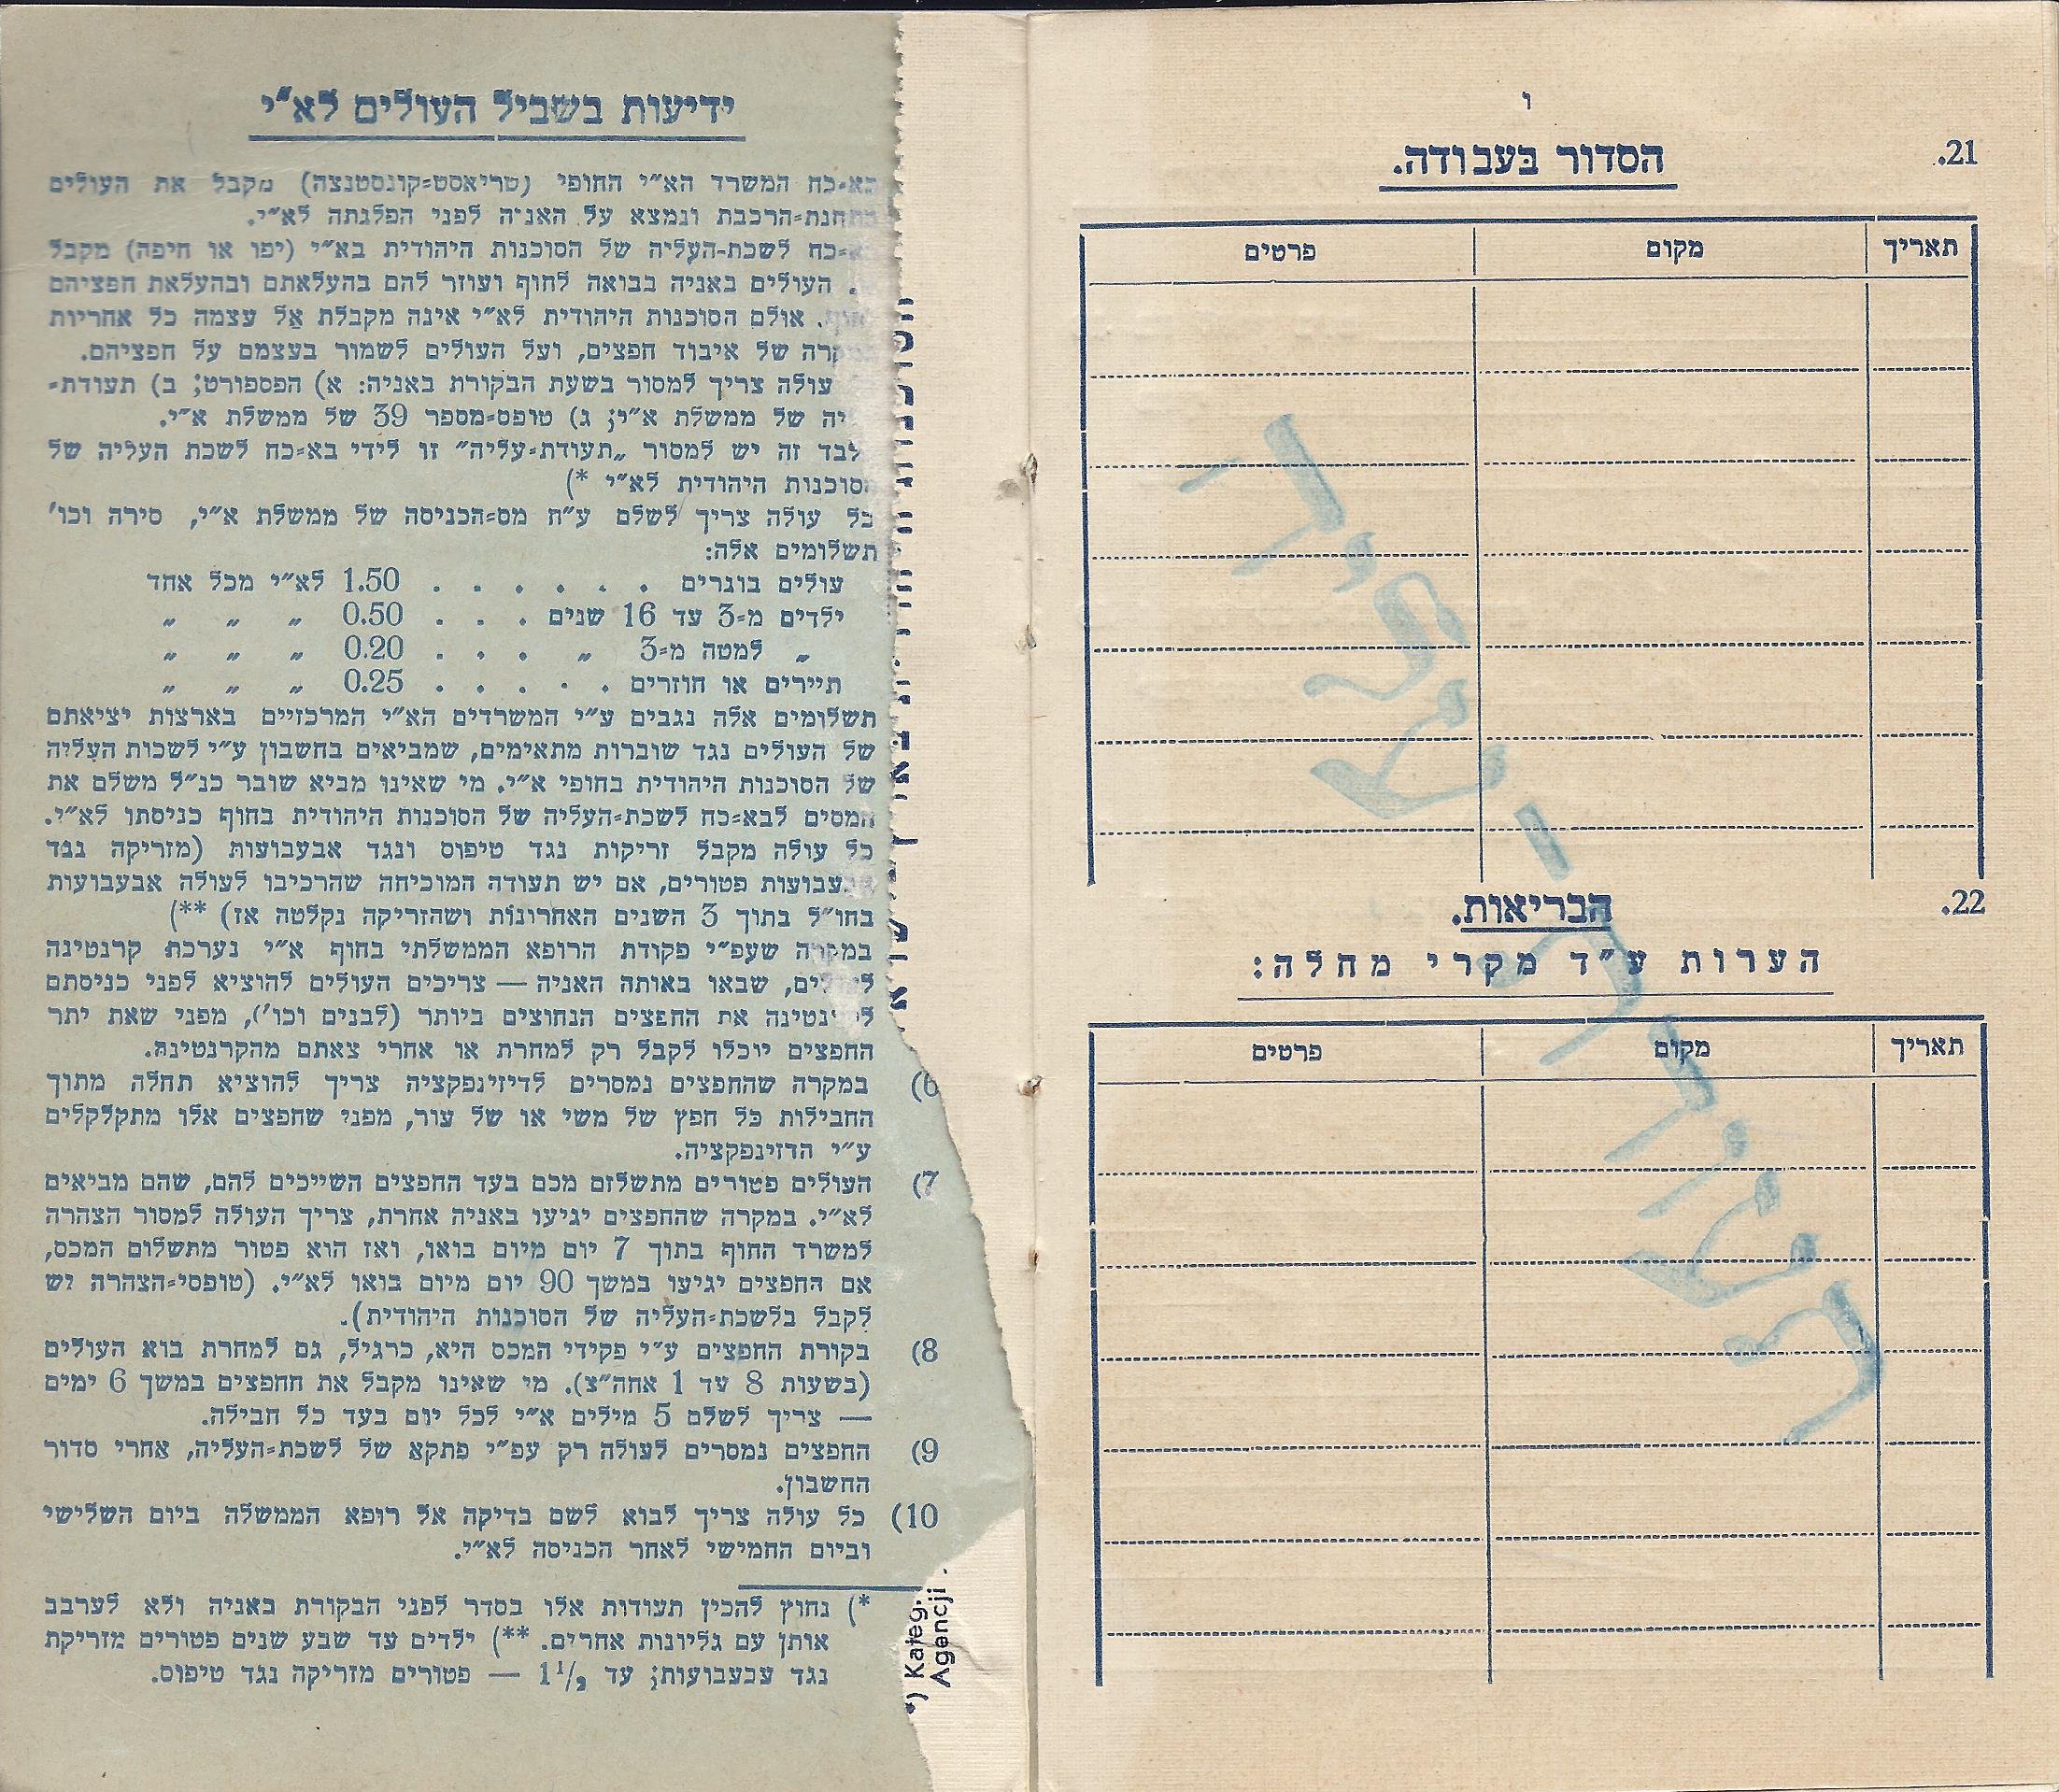 ו
21.
הסדור בעבודה.
תאריך
מקום
פרטים
22.
הבריאות.
הערות ע״ד מקרי מחלה:
תאריך
מקום
פרטים
ידיעות בשביל העולים לא״י
המשרד הא״י החופי (טריאסט=קונסטנצה) מקבל את העולים
ונמצא על האניה לפני הפלגתה לא״י.
לשכת-העליה של הסוכנות היהודית בא״י (יפו או חיפה) מקבל
העולים באניה בבואה לחוף ועוזר להם בהעלאתם ובהעלאת חפציהם
אולם הסוכנות היהודית לא״י אינה מקבלת אַל עצמה כל אחריות
של איבוד חפצים, ועל העולים לשמור בעצמם על חפציהם.
עולה צריך למסור בשעת הבקורת באניה: א) הפספורט; ב) תעודת-
של ממשלת א״י; ג) טופס=מספר 39 של ממשלת א״י.
זה יש למסור „תעודת=עליה״ זו לידי בא=כח לשכת העליה של
היהודית לא״י *)
כל עולה צריך לשלם ע״ח מס=הכניסה של ממשלת א״י, סירה וכו'
תשלומים אלה:
עולים בוגרים . . . . . . 1.50 לא״י מכל אחד
ילדים מ=3 עד 16 שנים . . . 0.50 „ „ „
„ למטה מ=3 „ . . . 0.20 „ „ „
תיירים או חוזרים . . . . . 0.25 „ „ „
תשלומים אלה נגבים ע״י המשרדים הא״י המרכזיים בארצות יציאתם
של העולים נגד שוברות מתאימים, שמביאים בחשבון ע״י לשכות העליה
של הסוכנות היהודית בחופי א״י. מי שאינו מביא שובר כנ״ל משלם את
המסים לבא=כח לשכת=העליה של הסוכנות היהודית בחוף כניסתו לא״י.
כל עולה מקבל זריקות נגד טיפוס ונגד אבעבועות (מזריקה נגד
אבעבועות פטורים, אם יש תעודה המוכיחה שהרכיבו לעולה אבעבועות
בחו״ל בתוך 3 השנים האחרונות ושהזריקה נקלטה אז) **)
במקרה שעפ״י פקודת הרופא הממשלתי בחוף א״י נערכת קרנטינה
לעולים, שבאו באותה האניה — צריכים העולים להוציא לפני כניסתם
את החפצים הנחוצים ביותר (לבנים וכו'), מפני שאת יתר
החפצים יוכלו לקבל רק למחרת או אחרי צאתם מהקרנטינה.
6) במקרה שהחפצים נמסרים לדיזינפקציה צריך להוציא תחלה מתוך
החבילות כל חפץ של משי או של עור, מפני שחפצים אלו מתקלקלים
ע״י הדזינפקציה.
7) העולים פטורים מתשלום מכס בעד החפצים השייכים להם, שהם מביאים
לא״י. במקרה שהחפצים יגיעו באניה אחרת, צריך העולה למסור הצהרה
למשרד החוף בתוך 7 יום מיום בואו, ואז הוא פטור מתשלום המכס,
אם החפצים יגיעו במשך 90 יום מיום בואו לא״י. (טופסי=הצהרה יש
לקבל בלשכת=העליה של הסוכנות היהודית).
8) בקורת החפצים ע״י פקידי המכס היא, כרגיל, גם למחרת בוא העולים
(בשעות 8 עד 1 אחה״צ). מי שאינו מקבל את החפצים במשך 6 ימים
— צריך לשלם 5 מילים א״י לכל יום בעד כל חבילה.
9) החפצים נמסרים לעולה רק עפ״י פתקא של לשכת=העליה, אחרי סדור
החשבון.
10) כל עולה צריך לבוא לשם בדיקה אל רופא הממשלה ביום השלישי
וביום החמישי לאחר הכניסה לא״י.
*) נחוץ להכין תעודות אלו בסדר לפני הבקורת באניה ולא לערבב
אותן עם גליונות אחרים. **) ילדים עד שבע שנים פטורים מזריקת
נגד עבעבועות; עד 1½ — פטורים מזריקה נגד טיפוס.
*) Kateg.
Agencji